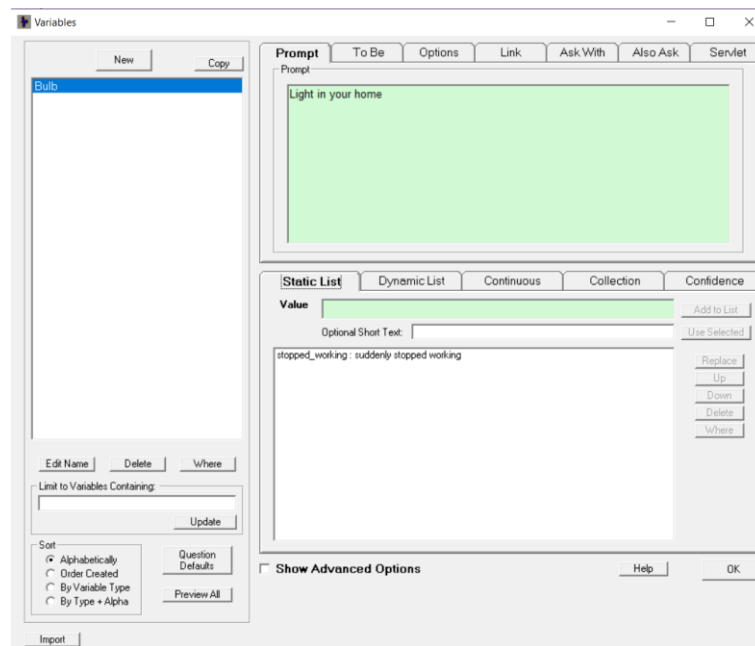 Variables
New
Copy
Bulb
Edit Name
Delete
Where
Limit to Variables Containing:
Update
Sort
Alphabetically
Order Created
By Variable Type
By Type + Alpha
Question
Defaults
Preview All
Import
Prompt To Be Options Link Ask With Also Ask Servlet
Prompt
Light in your home
Static List Dynamic List Continuous Collection Confidence
Value
Add to List
Optional Short Text:
Use Selected
stopped_working : suddenly stopped working
Replace
Up
Down
Delete
Where
Show Advanced Options
Help
OK